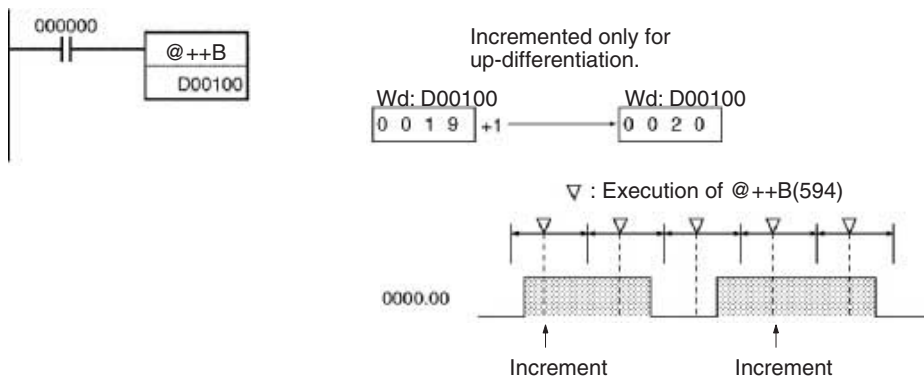 000000
@++B
D00100
Incremented only for
up-differentiation.
Wd: D00100
Wd: D00100
0 0 1 9 +1
0 0 2 0
▽ : Execution of @++B(594)
0000.00
Increment
Increment